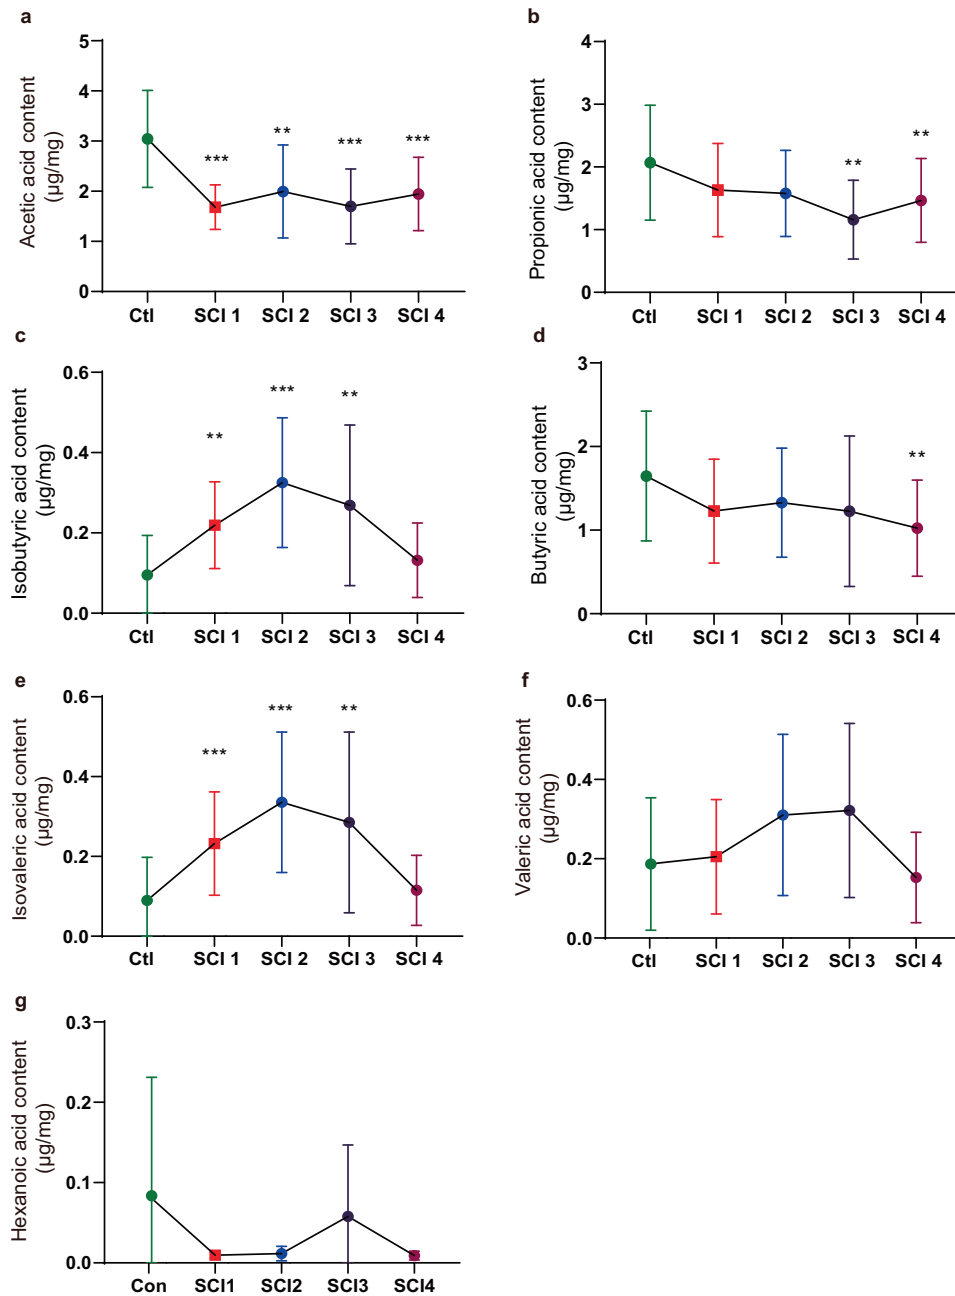 a
5
4
3
2
1
0
Acetic acid content
(µg/mg)
***
**
***
***
Ctl SCI 1 SCI 2 SCI 3 SCI 4
b
4
3
2
1
0
Propionic acid content
(µg/mg)
**
**
Ctl SCI 1 SCI 2 SCI 3 SCI 4
c
0.6
0.4
0.2
0.0
Isobutyric acid content
(µg/mg)
**
***
**
Ctl SCI 1 SCI 2 SCI 3 SCI 4
d
3
2
1
0
Butyric acid content
(µg/mg)
**
Ctl SCI 1 SCI 2 SCI 3 SCI 4
e
0.6
0.4
0.2
0.0
Isovaleric acid content
(µg/mg)
***
***
**
Ctl SCI 1 SCI 2 SCI 3 SCI 4
f
0.6
0.4
0.2
0.0
Valeric acid content
(µg/mg)
Ctl SCI 1 SCI 2 SCI 3 SCI 4
g
0.3
0.2
0.1
0.0
Hexanoic acid content
(µg/mg)
Con SCI1 SCI2 SCI3 SCI4